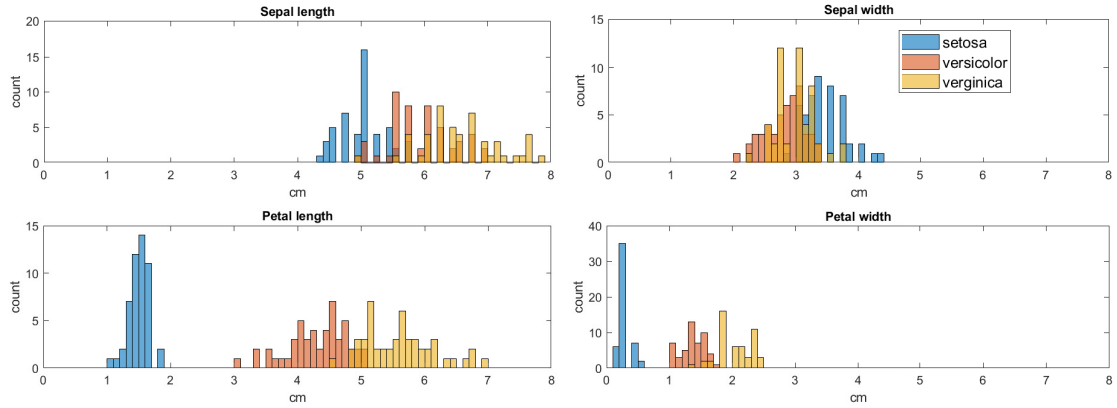 Sepal length
20
15
10
5
0
count
0 1 2 3 4 5 6 7 8
cm
Sepal width
15
10
5
0
count
setosa
versicolor
verginica
0 1 2 3 4 5 6 7 8
cm
Petal length
15
10
5
0
count
0 1 2 3 4 5 6 7 8
cm
Petal width
40
30
20
10
0
count
0 1 2 3 4 5 6 7 8
cm